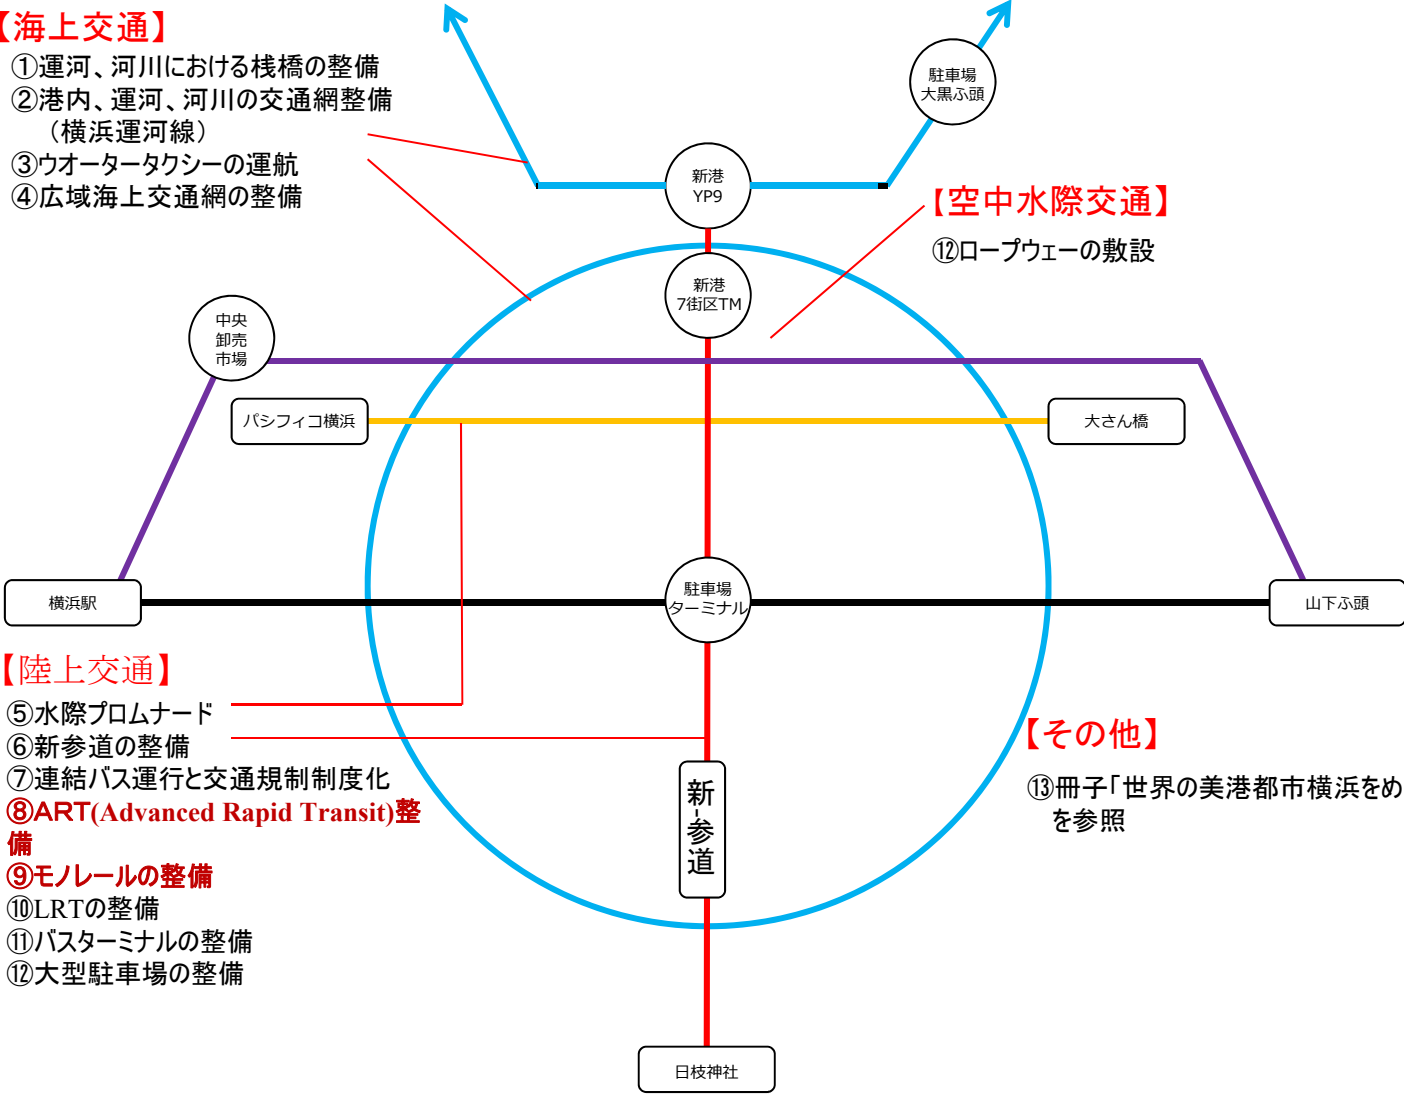 【海上交通】
①運河、河川における桟橋の整備
②港内、運河、河川の交通網整備
（横浜運河線）
③ウオータータクシーの運航
④広域海上交通網の整備
駐車場
大黒ふ頭
新港
YP9
【空中水際交通】
⑫ロープウェーの敷設
新港
7街区TM
中央
卸売
市場
パシフィコ横浜
大さん橋
横浜駅
駐車場
ターミナル
山下ふ頭
【陸上交通】
⑤水際プロムナード
⑥新参道の整備
⑦連結バス運行と交通規制制度化
⑧ART(Advanced Rapid Transit)整
備
⑨モノレールの整備
⑩LRTの整備
⑪バスターミナルの整備
⑫大型駐車場の整備
【その他】
⑬冊子「世界の美港都市横浜をめ
を参照
新-参道
日枝神社